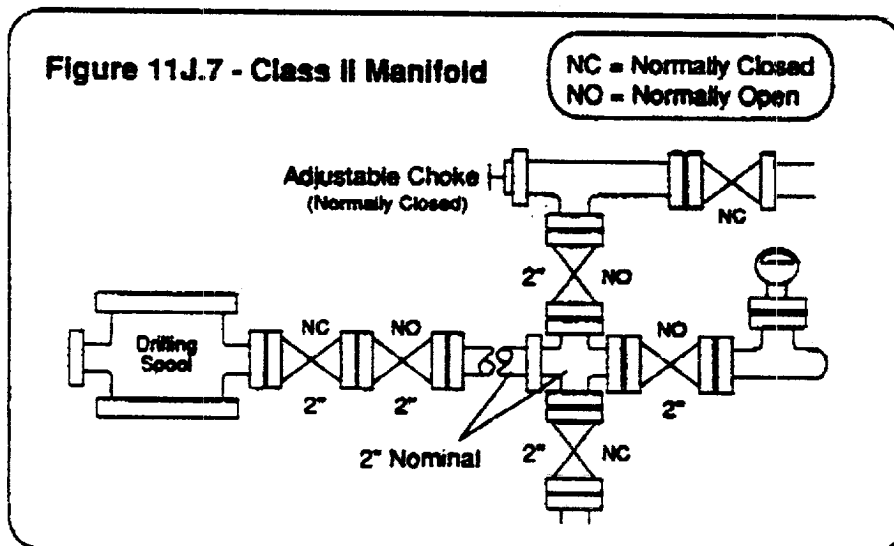 Figure 11J.7 - Class II Manifold
NC = Normally Closed
NO = Normally Open
Adjustable Choke
(Normally Closed)
NC
2" NO
Drilling
Spool
NC
NO
NO
2"
2"
2"
2" Nominal
2" NC